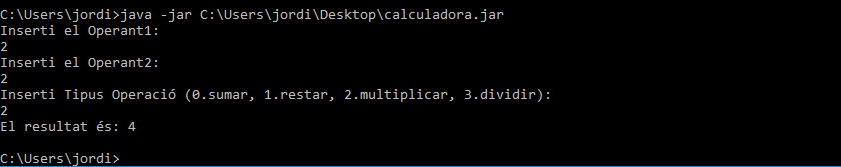 C:\Users\jordi>java -jar C:\Users\jordi\Desktop\calculadora.jar
Inserti el Operant1:
2
Inserti el Operant2:
2
Inserti Tipus Operació (0.sumar, 1.restar, 2.multiplicar, 3.dividir):
2
El resultat és: 4
C:\Users\jordi>